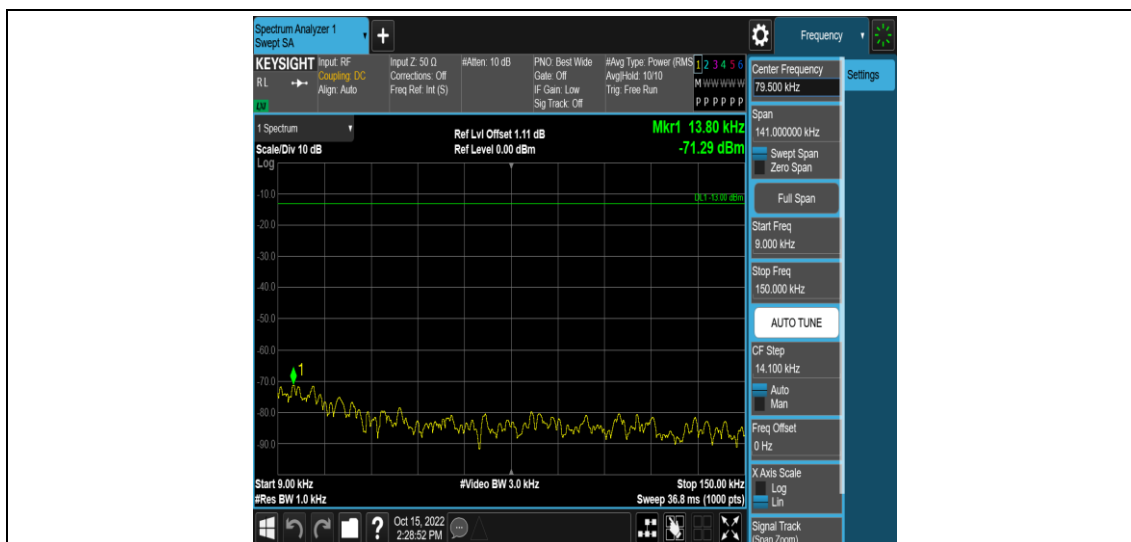 Spectrum Analyzer 1
Swept SA
+
Frequency
KEYSIGHT
RL
LXI
Input: RF
Coupling: DC
Align: Auto
Input Z: 50 Ω
Corrections: Off
Freq Ref: Int (S)
#Atten: 10 dB
PNO: Best Wide
Gate: Off
IF Gain: Low
Sig Track: Off
#Avg Type: Power (RMS
Avg|Hold: 10/10
Trig: Free Run
1 2 3 4 5 6
M W W W W W
P P P P P P
1 Spectrum
Scale/Div 10 dB
Log
Ref Lvl Offset 1.11 dB
Ref Level 0.00 dBm
Mkr1 13.80 kHz
-71.29 dBm
DL1 -13.00 dBm
-10.0
-20.0
-30.0
-40.0
-50.0
-60.0
-70.0
-80.0
-90.0
1
Start 9.00 kHz
#Res BW 1.0 kHz
#Video BW 3.0 kHz
Stop 150.00 kHz
Sweep 36.8 ms (1000 pts)
?
Oct 15, 2022
2:28:52 PM
Center Frequency
79.500 kHz
Settings
Span
141.000000 kHz
Swept Span
Zero Span
Full Span
Start Freq
9.000 kHz
Stop Freq
150.000 kHz
AUTO TUNE
CF Step
14.100 kHz
Auto
Man
Freq Offset
0 Hz
X Axis Scale
Log
Lin
Signal Track
(Span Zoom)